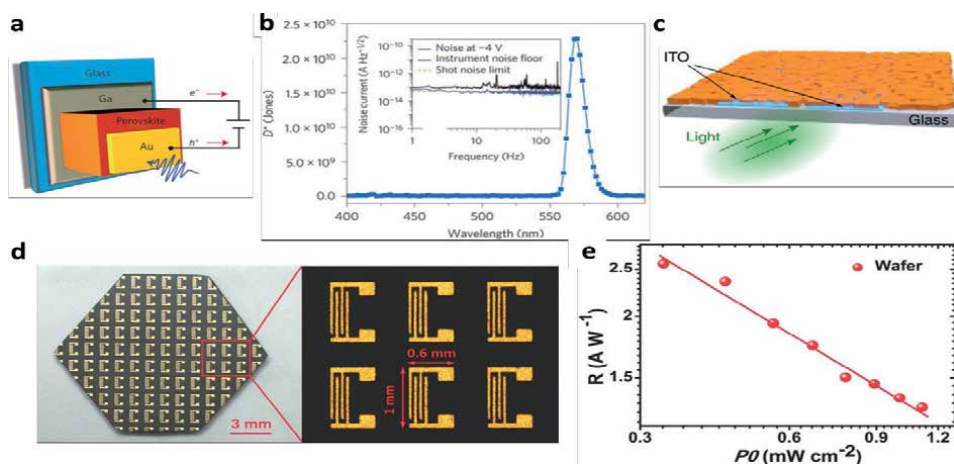 a
Glass
Ga
Perovskite
Au
e⁻
h⁺
b
D* (Jones)
2.5 × 10¹⁰
2.0 × 10¹⁰
1.5 × 10¹⁰
1.0 × 10¹⁰
5.0 × 10⁹
0.0
400
450
500
550
600
Wavelength (nm)
Noise current (A Hz⁻¹/²)
10⁻¹⁰
10⁻¹²
10⁻¹⁴
10⁻¹⁶
Noise at −4 V
Instrument noise floor
Shot noise limit
1
10
100
Frequency (Hz)
c
ITO
Glass
Light
d
3 mm
0.6 mm
1 mm
e
R (A W⁻¹)
2.5
2
1.5
Wafer
0.3
0.6
0.9
1.2
P0 (mW cm⁻²)